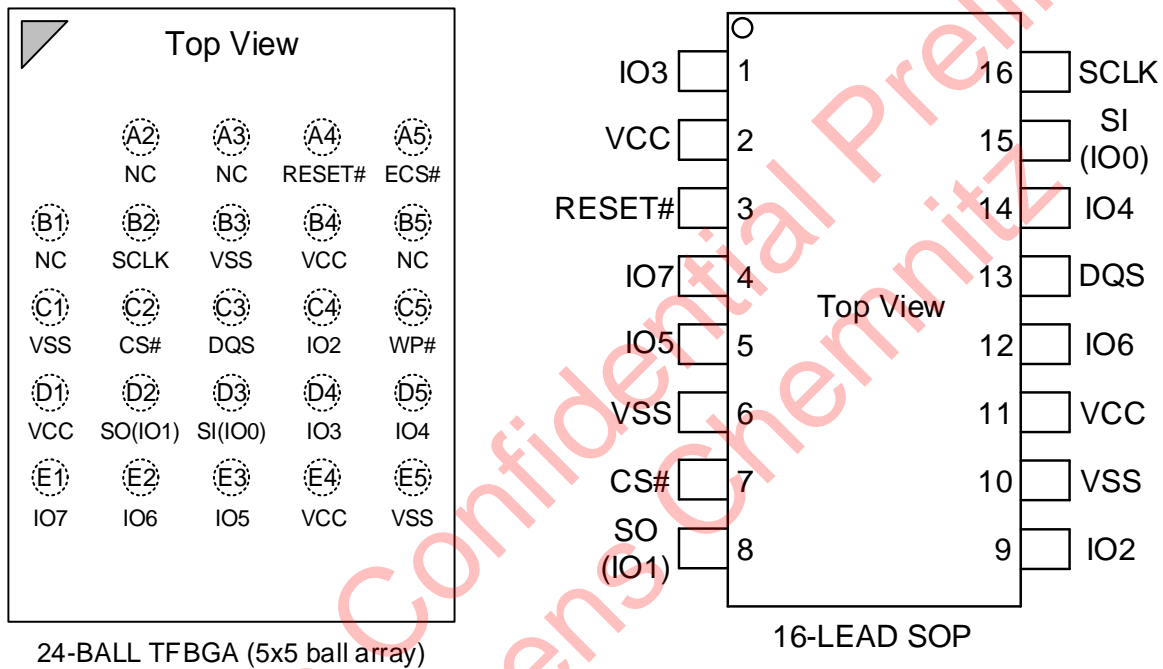 Top View
A2 A3 A4 A5
NC NC RESET# ECS#
B1 B2 B3 B4 B5
NC SCLK VSS VCC NC
C1 C2 C3 C4 C5
VSS CS# DQS IO2 WP#
D1 D2 D3 D4 D5
VCC SO(IO1) SI(IO0) IO3 IO4
E1 E2 E3 E4 E5
IO7 IO6 IO5 VCC VSS
24-BALL TFBGA (5x5 ball array)
IO3 1 16 SCLK
VCC 2 15 SI
(IO0)
RESET# 3 14 IO4
IO7 4 13 DQS
Top View
IO5 5 12 IO6
VSS 6 11 VCC
CS# 7 10 VSS
SO
(IO1) 8 9 IO2
16-LEAD SOP
Confidential
Chemnitz